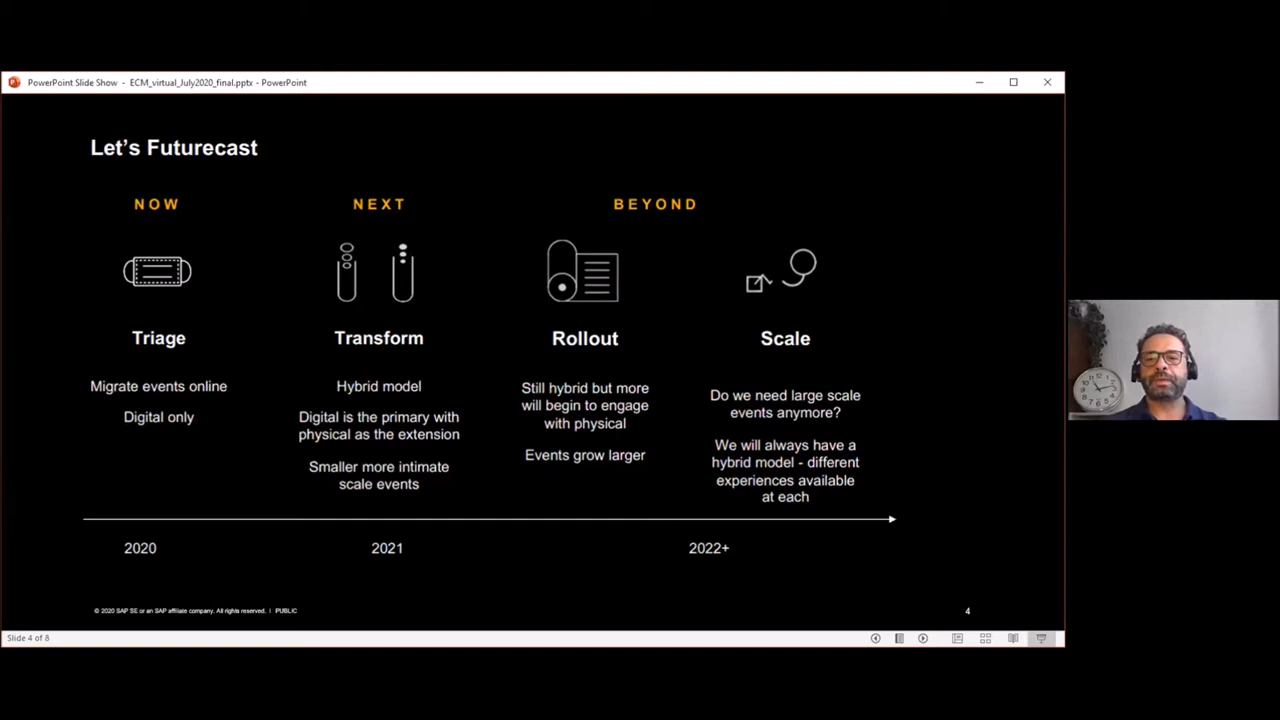 PowerPoint Slide Show - ECM_virtual_July2020_final.pptx - PowerPoint
Let's Futurecast
NOW
NEXT
BEYOND
Triage
Transform
Rollout
Scale
Migrate events online
Digital only
Hybrid model
Digital is the primary with
physical as the extension
Smaller more intimate
scale events
Still hybrid but more
will begin to engage
with physical
Events grow larger
Do we need large scale
events anymore?
We will always have a
hybrid model - different
experiences available
at each
2020
2021
2022+
© 2020 SAP SE or an SAP affiliate company. All rights reserved. | PUBLIC
4
Slide 4 of 8